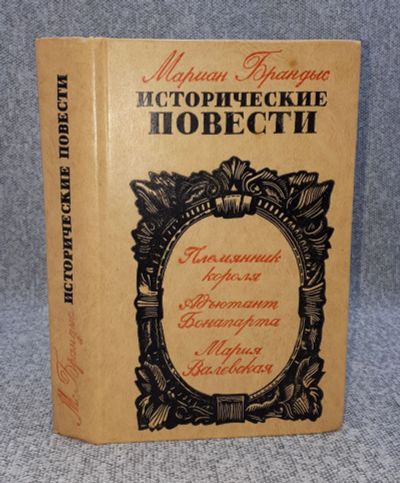 Мариан Брандыс
ИСТОРИЧЕСКИЕ
ПОВЕСТИ
Племянник
короля
Адъютант
Бонапарта
Мария
Валевская
М. Брандыс ИСТОРИЧЕСКИЕ ПОВЕСТИ